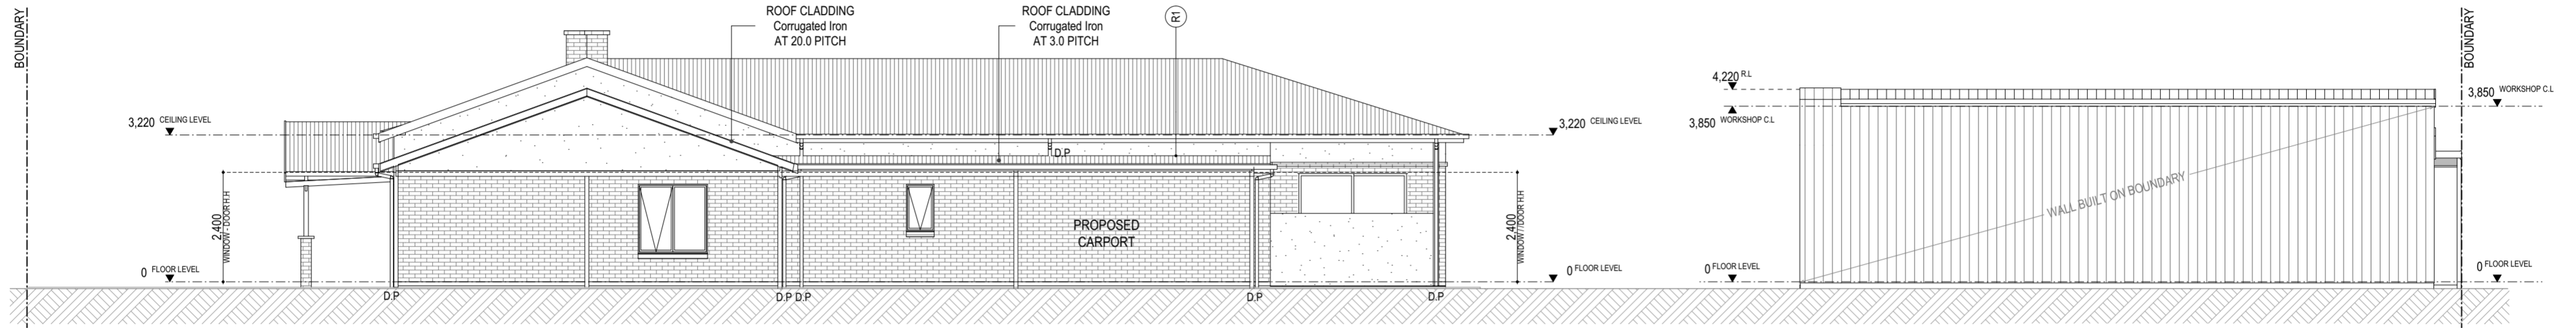 BOUNDARY
ROOF CLADDING
Corrugated Iron
AT 20.0 PITCH
ROOF CLADDING
Corrugated Iron
AT 3.0 PITCH
R1
BOUNDARY
4,220 R.L
3,850 WORKSHOP C.L
3,850 WORKSHOP C.L
3,220 CEILING LEVEL
3,220 CEILING LEVEL
D.P
2,400
WINDOW - DOOR H.H
PROPOSED
CARPORT
2,400
WINDOW / DOOR H.H
WALL BUILT ON BOUNDARY
0 FLOOR LEVEL
0 FLOOR LEVEL
0 FLOOR LEVEL
0 FLOOR LEVEL
D.P
D.P D.P
D.P
D.P